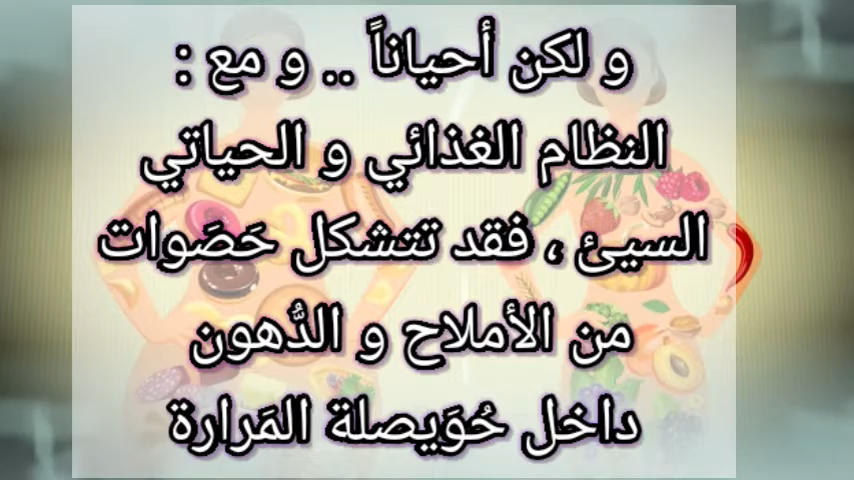 و لكن أحياناً .. و مع :
النظام الغذائي و الحياتي
السيئ ، فقد تتشكل حَصَوات
من الأملاح و الدُّهون
داخل حُوَيصلة المَرارة